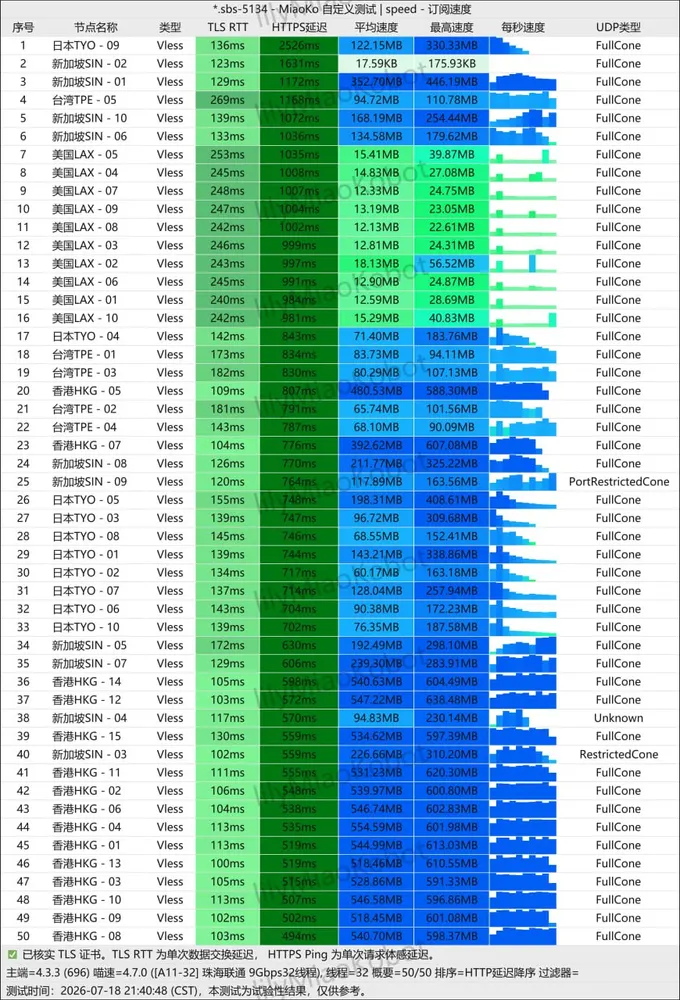 *.sbs-5134 - MiaoKo 自定义测试 | speed - 订阅速度
序号 节点名称 类型 TLS RTT HTTPS延迟 平均速度 最高速度 每秒速度 UDP类型
1 日本TYO - 09 Vless 136ms 2526ms 122.15MB 330.33MB FullCone
2 新加坡SIN - 02 Vless 123ms 1631ms 17.59KB 175.93KB FullCone
3 新加坡SIN - 01 Vless 129ms 1172ms 352.70MB 446.19MB FullCone
4 台湾TPE - 05 Vless 269ms 1168ms 94.72MB 110.78MB FullCone
5 新加坡SIN - 10 Vless 139ms 1072ms 168.19MB 254.44MB FullCone
6 新加坡SIN - 06 Vless 133ms 1036ms 134.58MB 179.62MB FullCone
7 美国LAX - 05 Vless 253ms 1035ms 15.41MB 39.87MB FullCone
8 美国LAX - 04 Vless 245ms 1008ms 14.83MB 27.08MB FullCone
9 美国LAX - 07 Vless 248ms 1007ms 12.33MB 24.75MB FullCone
10 美国LAX - 09 Vless 247ms 1004ms 13.19MB 23.05MB FullCone
11 美国LAX - 08 Vless 242ms 1002ms 12.13MB 22.61MB FullCone
12 美国LAX - 03 Vless 246ms 999ms 12.81MB 24.31MB FullCone
13 美国LAX - 02 Vless 243ms 997ms 18.13MB 56.52MB FullCone
14 美国LAX - 06 Vless 245ms 991ms 12.90MB 24.87MB FullCone
15 美国LAX - 01 Vless 240ms 984ms 12.59MB 28.69MB FullCone
16 美国LAX - 10 Vless 242ms 981ms 15.29MB 40.83MB FullCone
17 日本TYO - 04 Vless 142ms 843ms 71.40MB 183.76MB FullCone
18 台湾TPE - 01 Vless 173ms 834ms 83.73MB 94.11MB FullCone
19 台湾TPE - 03 Vless 182ms 830ms 80.29MB 107.13MB FullCone
20 香港HKG - 05 Vless 109ms 807ms 480.53MB 588.30MB FullCone
21 台湾TPE - 02 Vless 181ms 791ms 65.74MB 101.56MB FullCone
22 台湾TPE - 04 Vless 143ms 787ms 68.10MB 90.09MB FullCone
23 香港HKG - 07 Vless 104ms 776ms 392.62MB 607.08MB FullCone
24 新加坡SIN - 08 Vless 126ms 770ms 211.77MB 325.22MB FullCone
25 新加坡SIN - 09 Vless 120ms 764ms 117.89MB 163.56MB PortRestrictedCone
26 日本TYO - 05 Vless 155ms 748ms 198.31MB 408.61MB FullCone
27 日本TYO - 03 Vless 139ms 747ms 96.72MB 309.68MB FullCone
28 日本TYO - 08 Vless 145ms 746ms 68.55MB 152.41MB FullCone
29 日本TYO - 01 Vless 139ms 744ms 143.21MB 338.86MB FullCone
30 日本TYO - 02 Vless 134ms 717ms 60.17MB 163.18MB FullCone
31 日本TYO - 07 Vless 137ms 714ms 128.04MB 257.94MB FullCone
32 日本TYO - 06 Vless 143ms 704ms 90.38MB 172.23MB FullCone
33 日本TYO - 10 Vless 139ms 702ms 76.35MB 187.58MB FullCone
34 新加坡SIN - 05 Vless 172ms 630ms 192.49MB 298.10MB FullCone
35 新加坡SIN - 07 Vless 129ms 606ms 239.30MB 283.91MB FullCone
36 香港HKG - 14 Vless 105ms 598ms 540.63MB 604.49MB FullCone
37 香港HKG - 12 Vless 103ms 572ms 547.22MB 638.48MB FullCone
38 新加坡SIN - 04 Vless 117ms 570ms 94.83MB 230.14MB Unknown
39 香港HKG - 15 Vless 130ms 559ms 534.62MB 597.39MB FullCone
40 新加坡SIN - 03 Vless 102ms 559ms 226.66MB 310.20MB RestrictedCone
41 香港HKG - 11 Vless 111ms 555ms 531.23MB 620.30MB FullCone
42 香港HKG - 02 Vless 106ms 548ms 539.97MB 600.80MB FullCone
43 香港HKG - 06 Vless 104ms 538ms 546.74MB 602.83MB FullCone
44 香港HKG - 04 Vless 113ms 535ms 554.59MB 601.98MB FullCone
45 香港HKG - 01 Vless 113ms 519ms 544.99MB 613.03MB FullCone
46 香港HKG - 13 Vless 100ms 519ms 518.46MB 610.55MB FullCone
47 香港HKG - 03 Vless 105ms 515ms 528.86MB 591.33MB FullCone
48 香港HKG - 10 Vless 113ms 507ms 546.58MB 596.86MB FullCone
49 香港HKG - 09 Vless 102ms 502ms 518.45MB 601.08MB FullCone
50 香港HKG - 08 Vless 103ms 494ms 540.70MB 598.37MB FullCone
✅ 已核实 TLS 证书。TLS RTT 为单次数据交换延迟， HTTPS Ping 为单次请求体感延迟。
主端=4.3.3 (696) 喵速=4.7.0 ([A11-32] 珠海联通 9Gbps32线程), 线程=32 概要=50/50 排序=HTTP延迟降序 过滤器=
测试时间：2026-07-18 21:40:48 (CST)，本测试为试验性结果，仅供参考。